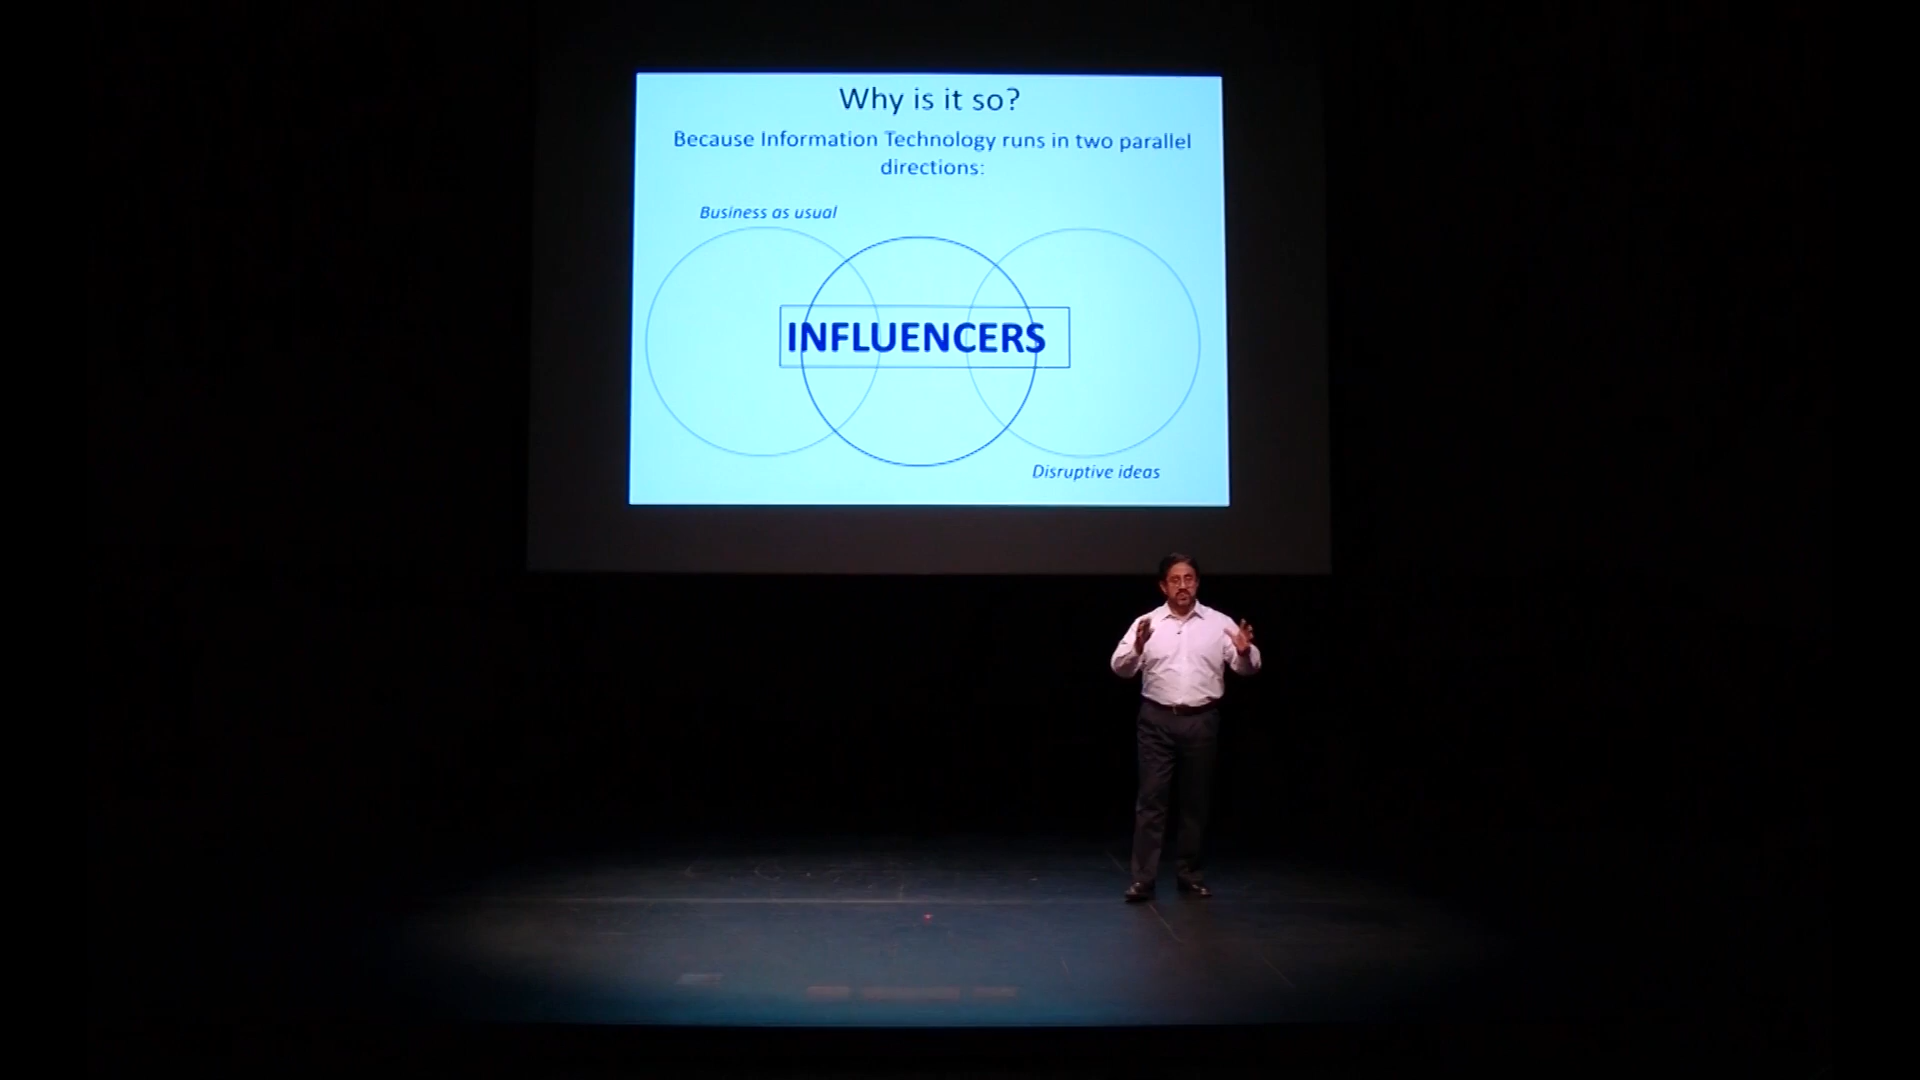 Why is it so?
Because Information Technology runs in two parallel
directions:
Business as usual
INFLUENCERS
Disruptive ideas